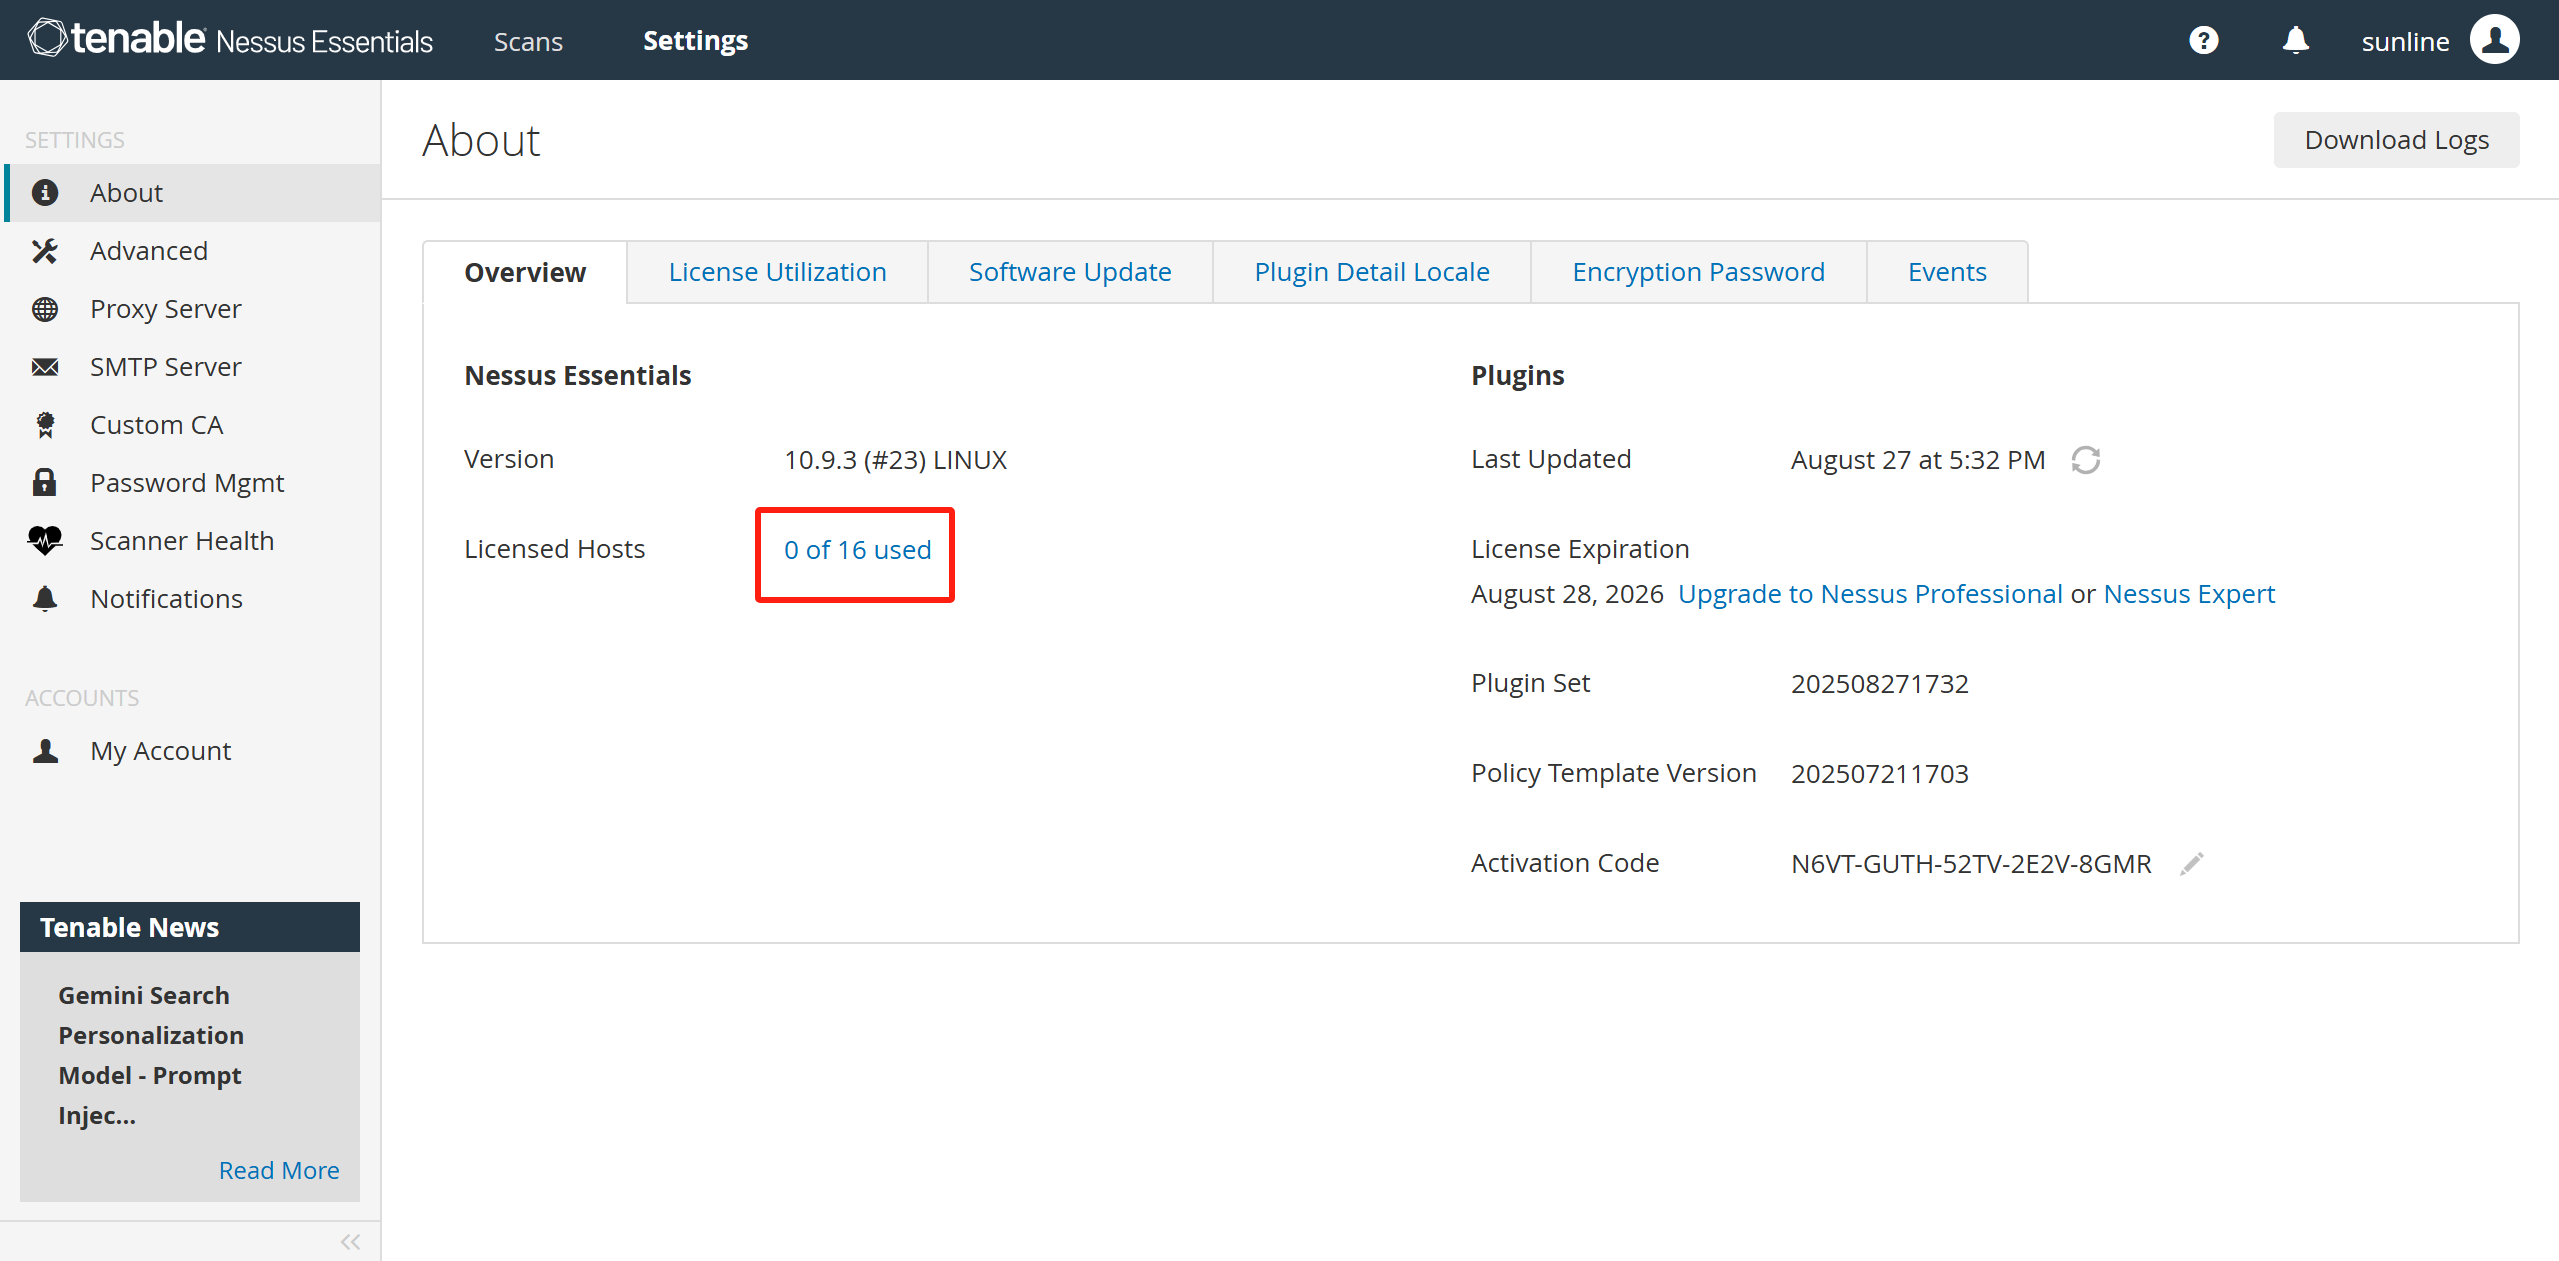 tenable Nessus Essentials
Scans
Settings
sunline
SETTINGS
About
Advanced
Proxy Server
SMTP Server
Custom CA
Password Mgmt
Scanner Health
Notifications
ACCOUNTS
My Account
Tenable News
Gemini Search
Personalization
Model - Prompt
Injec...
Read More
About
Download Logs
Overview
License Utilization
Software Update
Plugin Detail Locale
Encryption Password
Events
Nessus Essentials
Version 10.9.3 (#23) LINUX
Licensed Hosts 0 of 16 used
Plugins
Last Updated August 27 at 5:32 PM
License Expiration
August 28, 2026 Upgrade to Nessus Professional or Nessus Expert
Plugin Set 202508271732
Policy Template Version 202507211703
Activation Code N6VT-GUTH-52TV-2E2V-8GMR